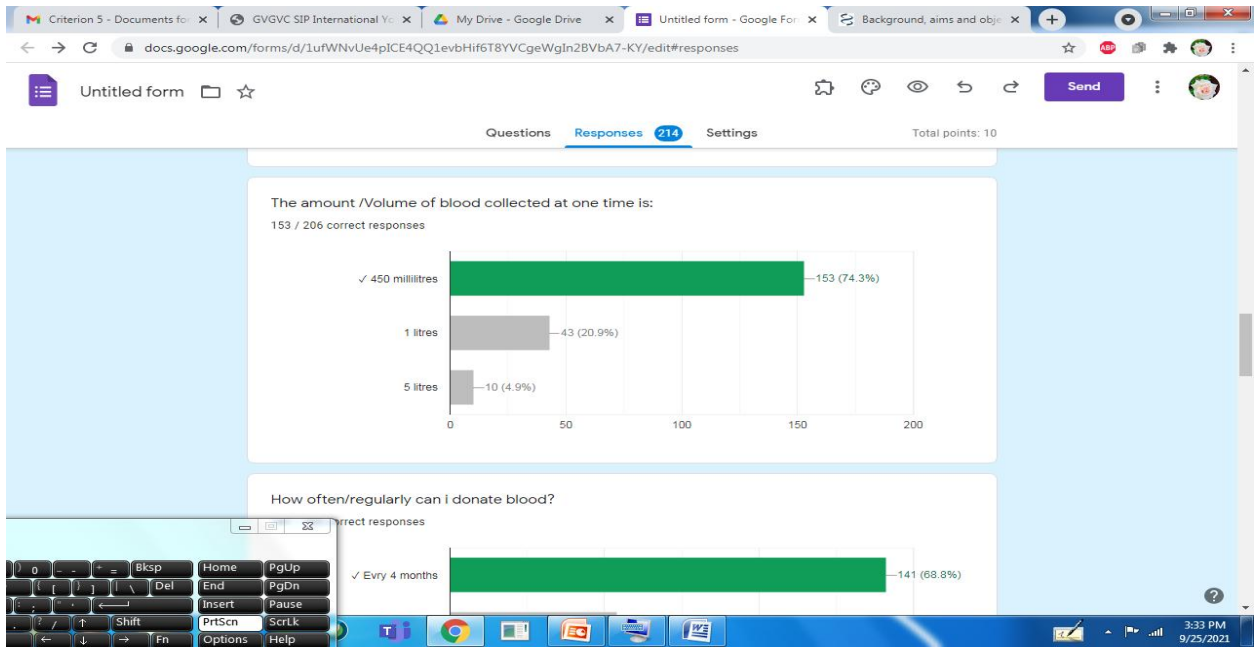 Criterion 5 - Documents fo
GVGVC SIP International Yo
My Drive - Google Drive
Untitled form - Google For
Background, aims and obje
docs.google.com/forms/d/1ufWNvUe4pICE4QQ1evbHif6T8YVCgeWgIn2BVbA7-KY/edit#responses
ABP
Untitled form
Send
Questions Responses 214 Settings Total points: 10
The amount /Volume of blood collected at one time is:
153 / 206 correct responses
✓ 450 millilitres 153 (74.3%)
1 litres 43 (20.9%)
5 litres 10 (4.9%)
0 50 100 150 200
How often/regularly can i donate blood?
rrect responses
✓ Evry 4 months 141 (68.8%)
) 0 _ - + = Bksp Home PgUp
{ [ } ] | \ Del End PgDn
: ; " ' Insert Pause
? / ↑ Shift PrtScn ScrLk
← ↓ → Fn Options Help
3:33 PM
9/25/2021